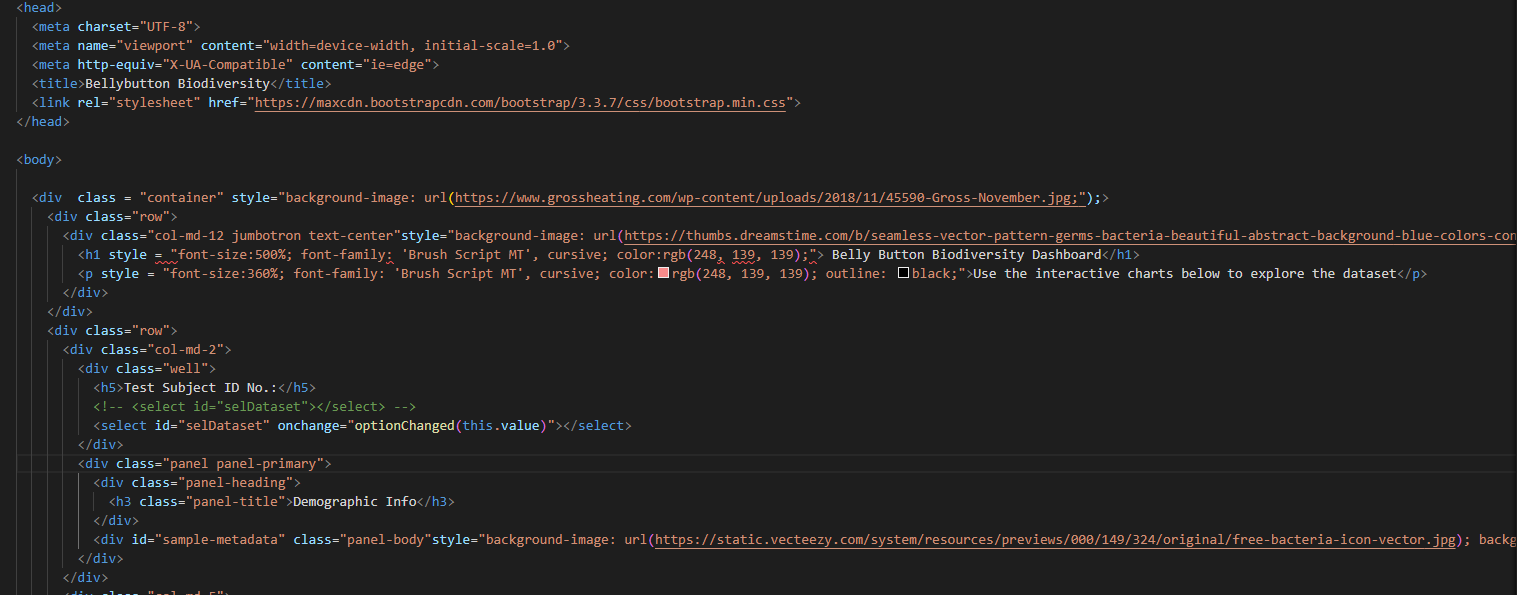 <head>
<meta charset="UTF-8">
<meta name="viewport" content="width=device-width, initial-scale=1.0">
<meta http-equiv="X-UA-Compatible" content="ie=edge">
<title>Bellybutton Biodiversity</title>
<link rel="stylesheet" href="https://maxcdn.bootstrapcdn.com/bootstrap/3.3.7/css/bootstrap.min.css">
</head>
<body>
<div  class = "container" style="background-image: url(https://www.grossheating.com/wp-content/uploads/2018/11/45590-Gross-November.jpg;");>
<div class="row">
<div class="col-md-12 jumbotron text-center"style="background-image: url(https://thumbs.dreamstime.com/b/seamless-vector-pattern-germs-bacteria-beautiful-abstract-background-blue-colors-con
<h1 style = "font-size:500%; font-family: 'Brush Script MT', cursive; color:rgb(248, 139, 139);"> Belly Button Biodiversity Dashboard</h1>
<p style = "font-size:360%; font-family: 'Brush Script MT', cursive; color:rgb(248, 139, 139); outline: black;">Use the interactive charts below to explore the dataset</p>
</div>
</div>
<div class="row">
<div class="col-md-2">
<div class="well">
<h5>Test Subject ID No.:</h5>
<!-- <select id="selDataset"></select> -->
<select id="selDataset" onchange="optionChanged(this.value)"></select>
</div>
<div class="panel panel-primary">
<div class="panel-heading">
<h3 class="panel-title">Demographic Info</h3>
</div>
<div id="sample-metadata" class="panel-body"style="background-image: url(https://static.vecteezy.com/system/resources/previews/000/149/324/original/free-bacteria-icon-vector.jpg); backg
</div>
</div>
<div class="col-md-5">